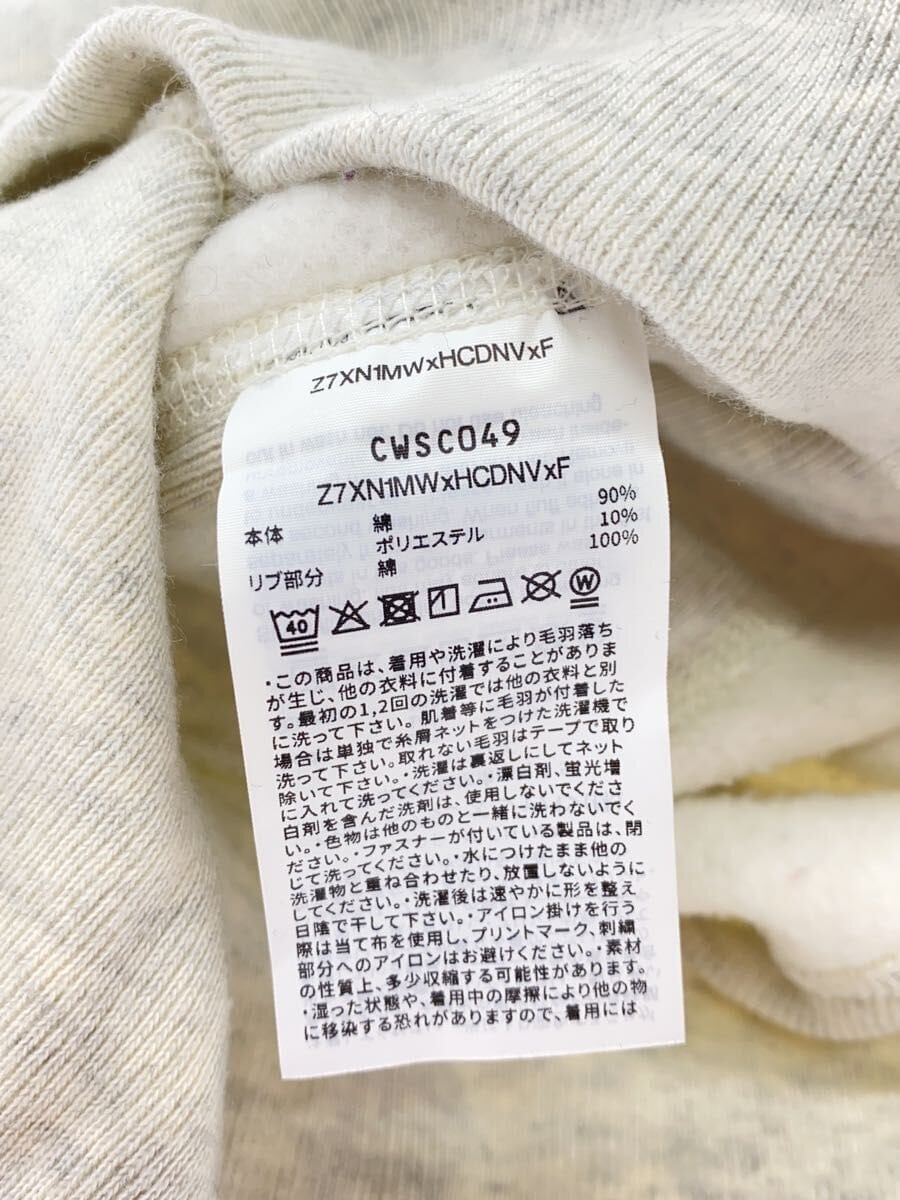 Z7XN1MWxHCDNVxF
CWSC049
Z7XN1MWxHCDNVxF
本体 綿 90%
ポリエステル 10%
リブ部分 綿 100%
40
W
・この商品は、着用や洗濯により毛羽落ち
が生じ、他の衣料に付着することがありま
す。最初の1,2回の洗濯では他の衣料と別
に洗って下さい。肌着等に毛羽が付着した
場合は単独で糸屑ネットをつけた洗濯機で
洗って下さい。取れない毛羽はテープで取り
除いて下さい。・洗濯は裏返しにしてネット
に入れて洗ってください。・漂白剤、蛍光増
白剤を含んだ洗剤は、使用しないでくださ
い。・色物は他のものと一緒に洗わないでく
ださい。・ファスナーが付いている製品は、閉
じて洗ってください。・水につけたまま他の
洗濯物と重ね合わせたり、放置しないように
してください。・洗濯後は速やかに形を整え
日陰で干して下さい。・アイロン掛けを行う
際は当て布を使用し、プリントマーク、刺繍
部分へのアイロンはお避けください。・素材
の性質上、多少収縮する可能性があります。
・湿った状態や、着用中の摩擦により他の物
に移染する恐れがありますので、着用には